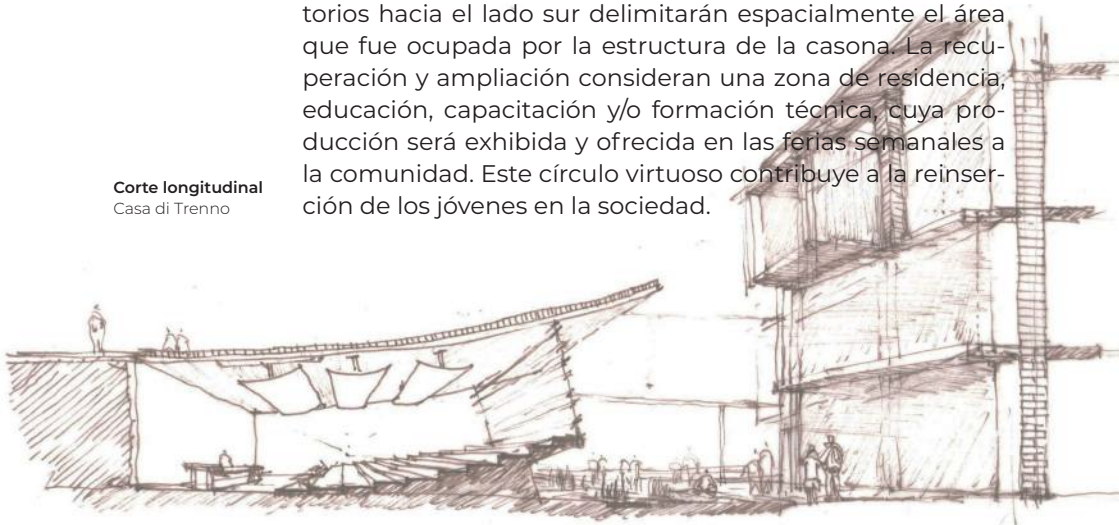 torios hacia el lado sur delimitarán espacialmente el área
que fue ocupada por la estructura de la casona. La recu-
peración y ampliación consideran una zona de residencia,
educación, capacitación y/o formación técnica, cuya pro-
ducción será exhibida y ofrecida en las ferias semanales a
la comunidad. Este círculo virtuoso contribuye a la reinser-
ción de los jóvenes en la sociedad.
Corte longitudinal
Casa di Trenno